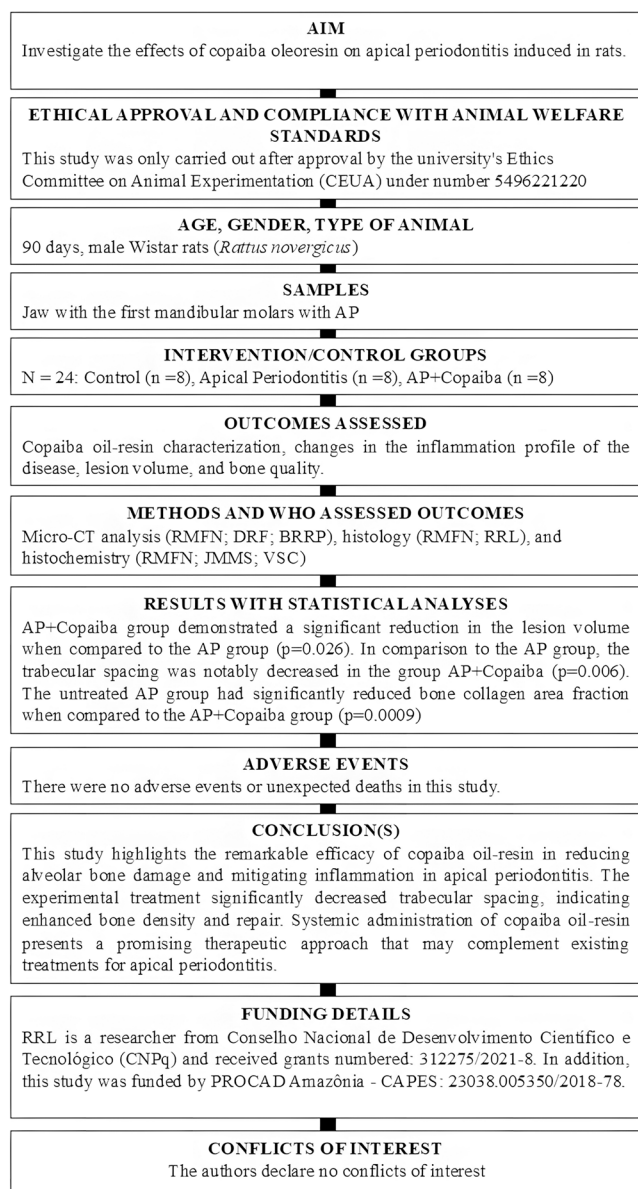 AIM
Investigate the effects of copaiba oleoresin on apical periodontitis induced in rats.
ETHICAL APPROVAL AND COMPLIANCE WITH ANIMAL WELFARE
STANDARDS
This study was only carried out after approval by the university's Ethics
Committee on Animal Experimentation (CEUA) under number 5496221220
AGE, GENDER, TYPE OF ANIMAL
90 days, male Wistar rats (Rattus novergicus)
SAMPLES
Jaw with the first mandibular molars with AP
INTERVENTION/CONTROL GROUPS
N = 24: Control (n =8), Apical Periodontitis (n =8), AP+Copaiba (n =8)
OUTCOMES ASSESSED
Copaiba oil-resin characterization, changes in the inflammation profile of the
disease, lesion volume, and bone quality.
METHODS AND WHO ASSESSED OUTCOMES
Micro-CT analysis (RMFN; DRF; BRRP), histology (RMFN; RRL), and
histochemistry (RMFN; JMMS; VSC)
RESULTS WITH STATISTICAL ANALYSES
AP+Copaiba group demonstrated a significant reduction in the lesion volume
when compared to the AP group (p=0.026). In comparison to the AP group, the
trabecular spacing was notably decreased in the group AP+Copaiba (p=0.006).
The untreated AP group had significantly reduced bone collagen area fraction
when compared to the AP+Copaiba group (p=0.0009)
ADVERSE EVENTS
There were no adverse events or unexpected deaths in this study.
CONCLUSION(S)
This study highlights the remarkable efficacy of copaiba oil-resin in reducing
alveolar bone damage and mitigating inflammation in apical periodontitis. The
experimental treatment significantly decreased trabecular spacing, indicating
enhanced bone density and repair. Systemic administration of copaiba oil-resin
presents a promising therapeutic approach that may complement existing
treatments for apical periodontitis.
FUNDING DETAILS
RRL is a researcher from Conselho Nacional de Desenvolvimento Científico e
Tecnológico (CNPq) and received grants numbered: 312275/2021-8. In addition,
this study was funded by PROCAD Amazônia - CAPES: 23038.005350/2018-78.
CONFLICTS OF INTEREST
The authors declare no conflicts of interest